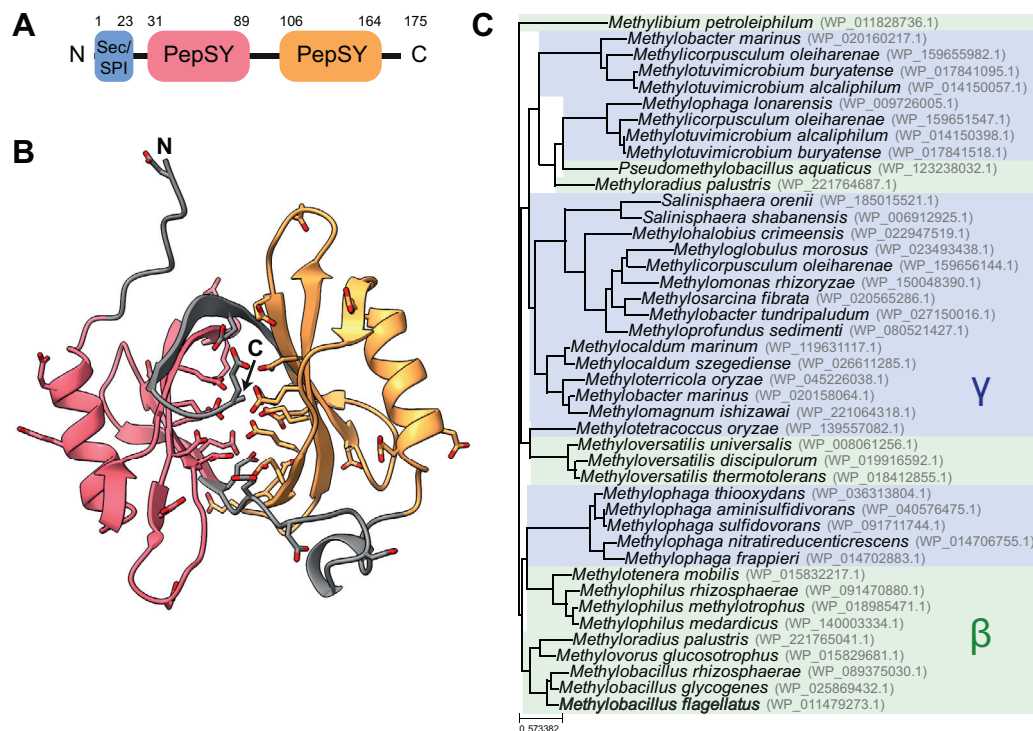 A
1 23 31 89 106 164 175
N Sec/ SPI PepSY PepSY C
B
N
C
C
Methylibium petroleiphilum (WP_011828736.1)
Methylobacter marinus (WP_020160217.1)
Methylicorpusculum oleiharenae (WP_159655982.1)
Methylotuvimicrobium buryatense (WP_017841095.1)
Methylotuvimicrobium alcaliphilum (WP_014150057.1)
Methylophaga lonarensis (WP_009726005.1)
Methylicorpusculum oleiharenae (WP_159651547.1)
Methylotuvimicrobium alcaliphilum (WP_014150398.1)
Methylotuvimicrobium buryatense (WP_017841518.1)
Pseudomethylobacillus aquaticus (WP_123238032.1)
Methyloradius palustris (WP_221764687.1)
Salinisphaera orenii (WP_185015521.1)
Salinisphaera shabanensis (WP_006912925.1)
Methylohalobius crimeensis (WP_022947519.1)
Methyloglobulus morosus (WP_023493438.1)
Methylicorpusculum oleiharenae (WP_159656144.1)
Methylomonas rhizoryzae (WP_150048390.1)
Methylosarcina fibrata (WP_020565286.1)
Methylobacter tundripaludum (WP_027150016.1)
Methyloprofundus sedimenti (WP_080521427.1)
Methylocaldum marinum (WP_119631117.1)
Methylocaldum szegediense (WP_026611285.1)
Methyloterricola oryzae (WP_045226038.1)
Methylobacter marinus (WP_020158064.1)
Methylomagnum ishizawai (WP_221064318.1)
Methylotetracoccus oryzae (WP_139557082.1)
γ
Methyloversatilis universalis (WP_008061256.1)
Methyloversatilis discipulorum (WP_019916592.1)
Methyloversatilis thermotolerans (WP_018412855.1)
Methylophaga thiooxydans (WP_036313804.1)
Methylophaga aminisulfidivorans (WP_040576475.1)
Methylophaga sulfidovorans (WP_091711744.1)
Methylophaga nitratireducenticrescens (WP_014706755.1)
Methylophaga frappieri (WP_014702883.1)
Methylotenera mobilis (WP_015832217.1)
Methylophilus rhizosphaerae (WP_091470880.1)
Methylophilus methylotrophus (WP_018985471.1)
Methylophilus medardicus (WP_140003334.1)
Methyloradius palustris (WP_221765041.1)
Methylovorus glucosotrophus (WP_015829681.1)
Methylobacillus rhizosphaerae (WP_089375030.1)
Methylobacillus glycogenes (WP_025869432.1)
Methylobacillus flagellatus (WP_011479273.1)
β
0.573382